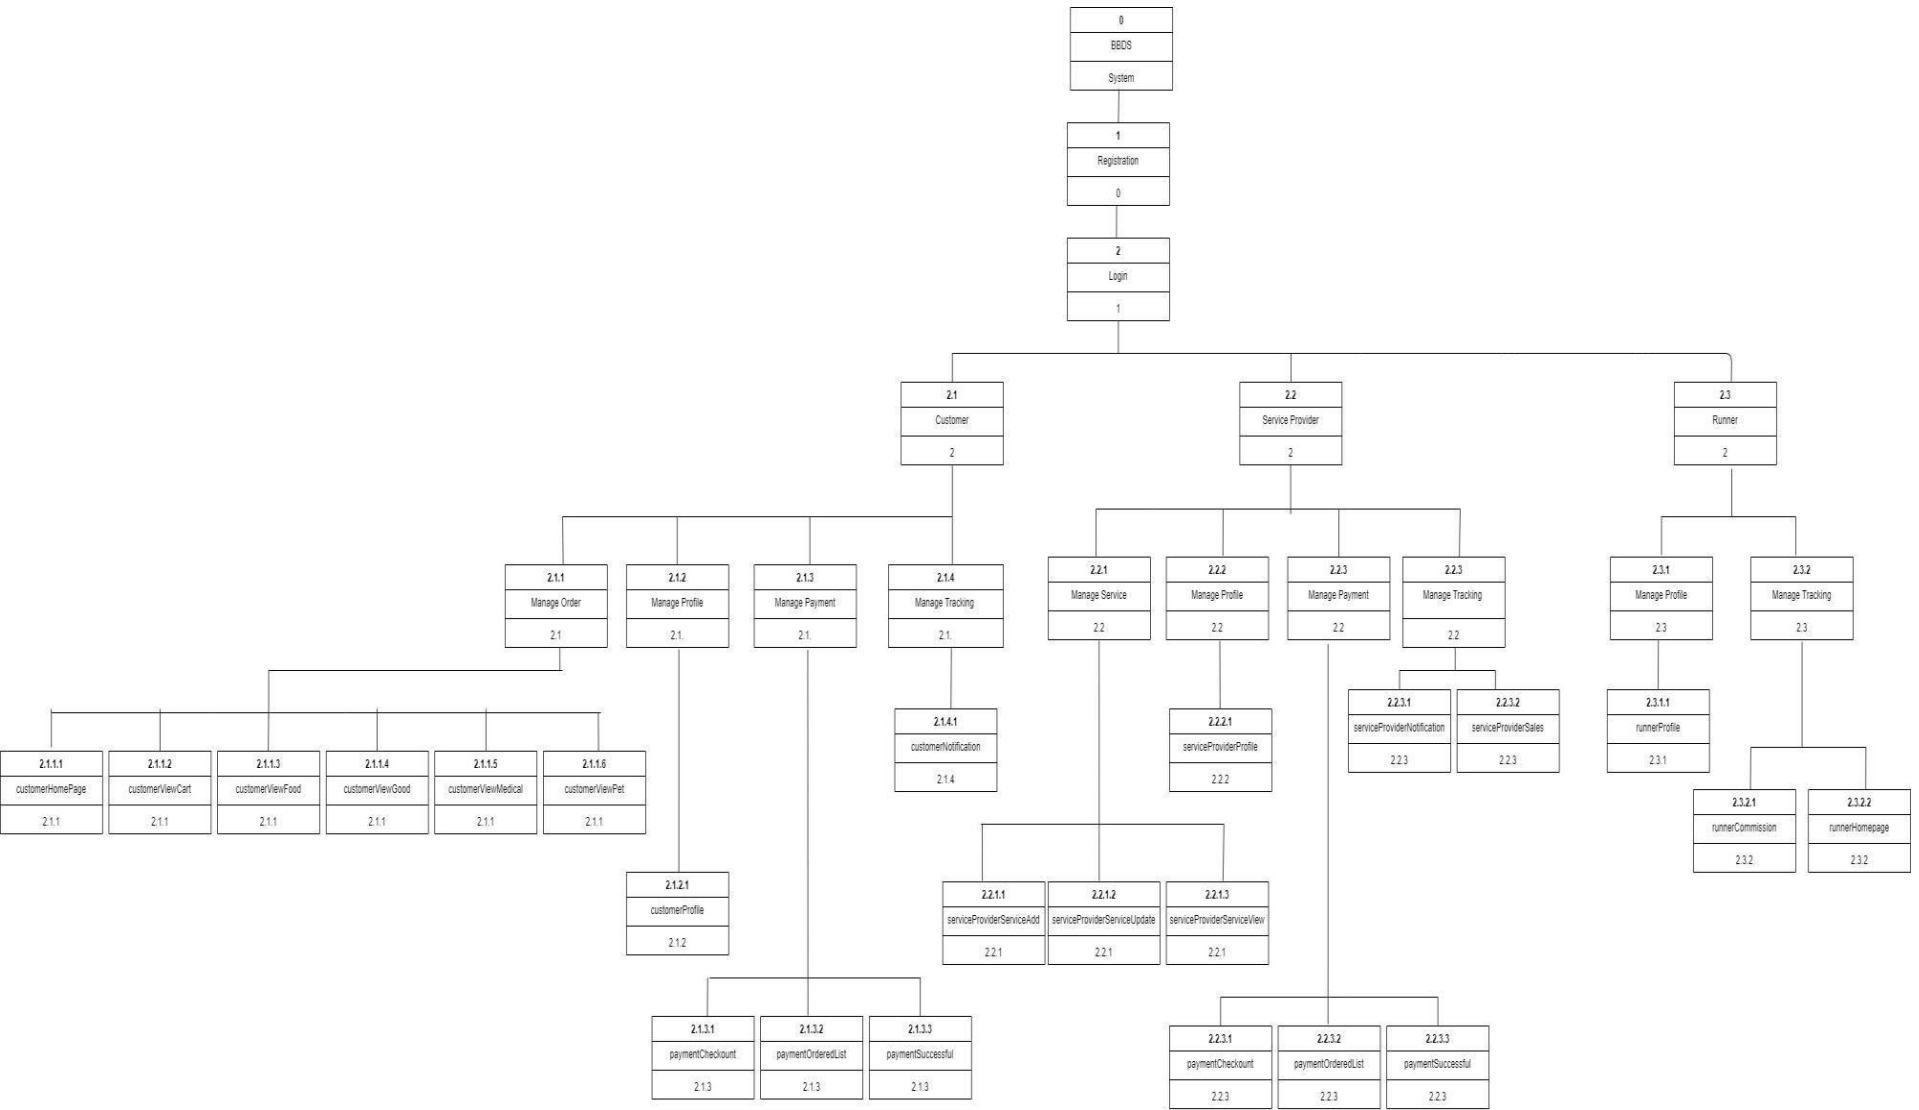 0
BBDS
System
1
Registration
0
2
Login
1
2.1
Customer
2
2.2
Service Provider
2
2.3
Runner
2
2.1.1
Manage Order
2.1
2.1.2
Manage Profile
2.1.
2.1.3
Manage Payment
2.1.
2.1.4
Manage Tracking
2.1.
2.2.1
Manage Service
2.2
2.2.2
Manage Profile
2.2
2.2.3
Manage Payment
2.2
2.2.3
Manage Tracking
2.2
2.3.1
Manage Profile
2.3
2.3.2
Manage Tracking
2.3
2.1.1.1
customerHomePage
2.1.1
2.1.1.2
customerViewCart
2.1.1
2.1.1.3
customerViewFood
2.1.1
2.1.1.4
customerViewGood
2.1.1
2.1.1.5
customerViewMedical
2.1.1
2.1.1.6
customerViewPet
2.1.1
2.1.4.1
customerNotification
2.1.4
2.2.2.1
serviceProviderProfile
2.2.2
2.2.3.1
serviceProviderNotification
2.2.3
2.2.3.2
serviceProviderSales
2.2.3
2.3.1.1
runnerProfile
2.3.1
2.3.2.1
runnerCommission
2.3.2
2.3.2.2
runnerHomepage
2.3.2
2.1.2.1
customerProfile
2.1.2
2.2.1.1
serviceProviderServiceAdd
2.2.1
2.2.1.2
serviceProviderServiceUpdate
2.2.1
2.2.1.3
serviceProviderServiceView
2.2.1
2.1.3.1
paymentCheckount
2.1.3
2.1.3.2
paymentOrderedList
2.1.3
2.1.3.3
paymentSuccessful
2.1.3
2.2.3.1
paymentCheckount
2.2.3
2.2.3.2
paymentOrderedList
2.2.3
2.2.3.3
paymentSuccessful
2.2.3